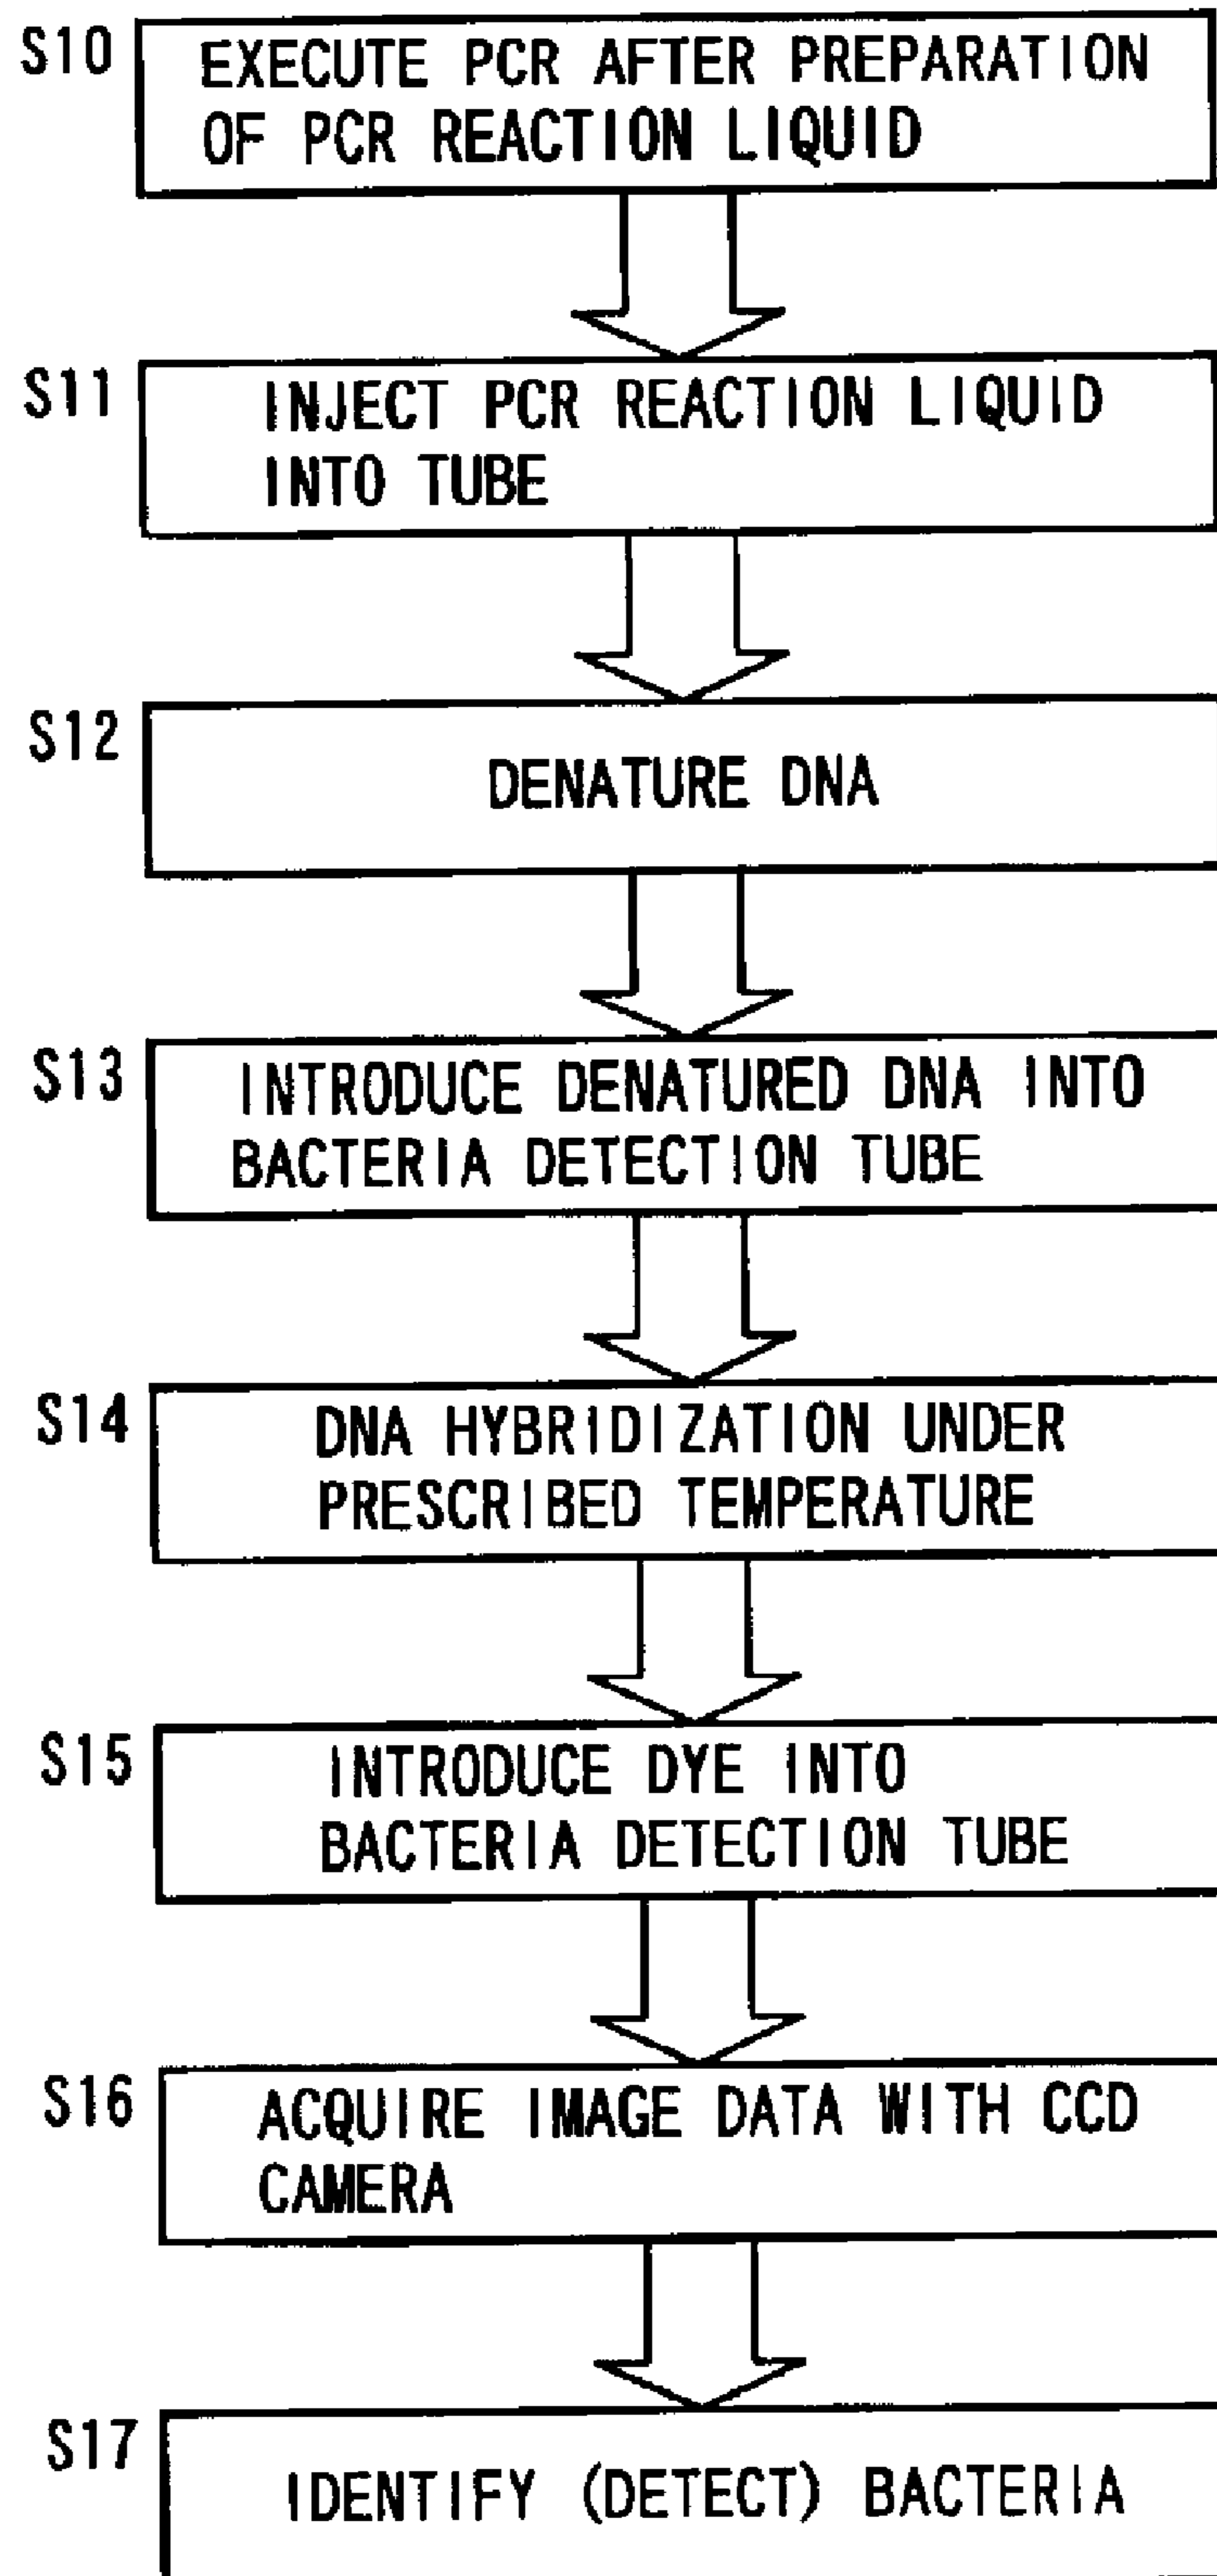 S10 EXECUTE PCR AFTER PREPARATION
OF PCR REACTION LIQUID
S11 INJECT PCR REACTION LIQUID
INTO TUBE
S12 DENATURE DNA
S13 INTRODUCE DENATURED DNA INTO
BACTERIA DETECTION TUBE
S14 DNA HYBRIDIZATION UNDER
PRESCRIBED TEMPERATURE
S15 INTRODUCE DYE INTO
BACTERIA DETECTION TUBE
S16 ACQUIRE IMAGE DATA WITH CCD
CAMERA
S17 IDENTIFY (DETECT) BACTERIA